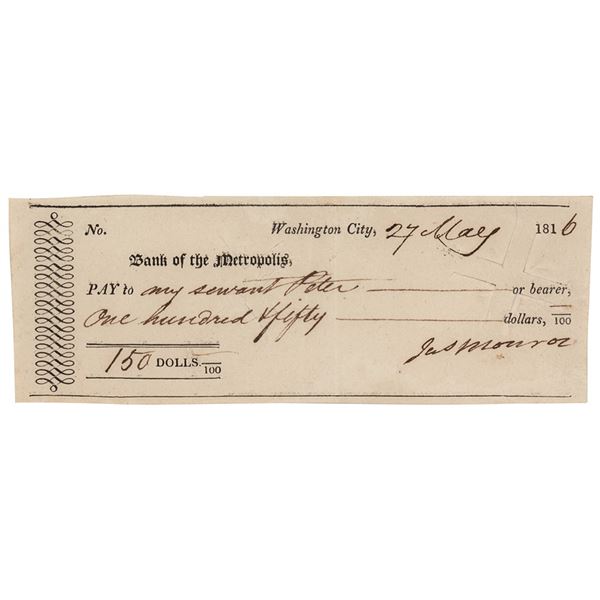 No. Washington City, 27 May 1816
Bank of the Metropolis,
PAY to my servant Peter or bearer,
One hundred & fifty dollars, /100
150 DOLLS. /100
Jas Monroe